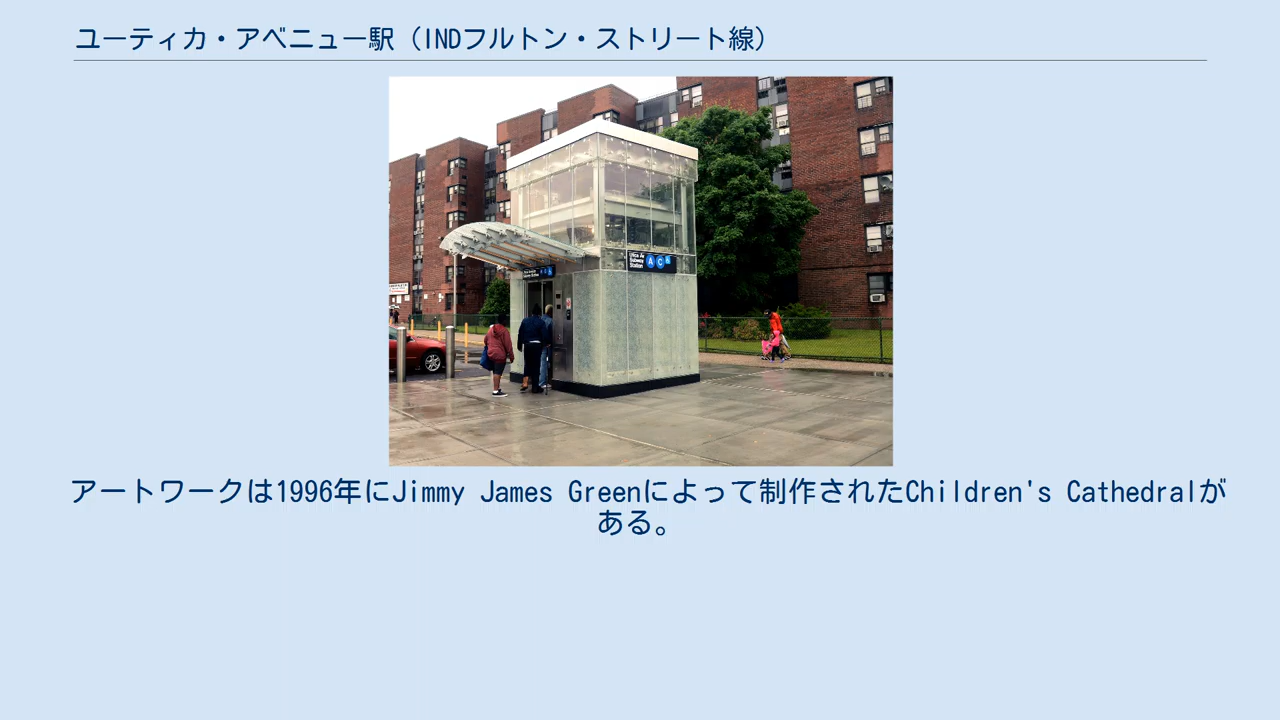 ユーティカ・アベニュー駅（INDフルトン・ストリート線）
Utica Av
Subway
Station
A C
アートワークは1996年にJimmy James Greenによって制作されたChildren's Cathedralが
ある。